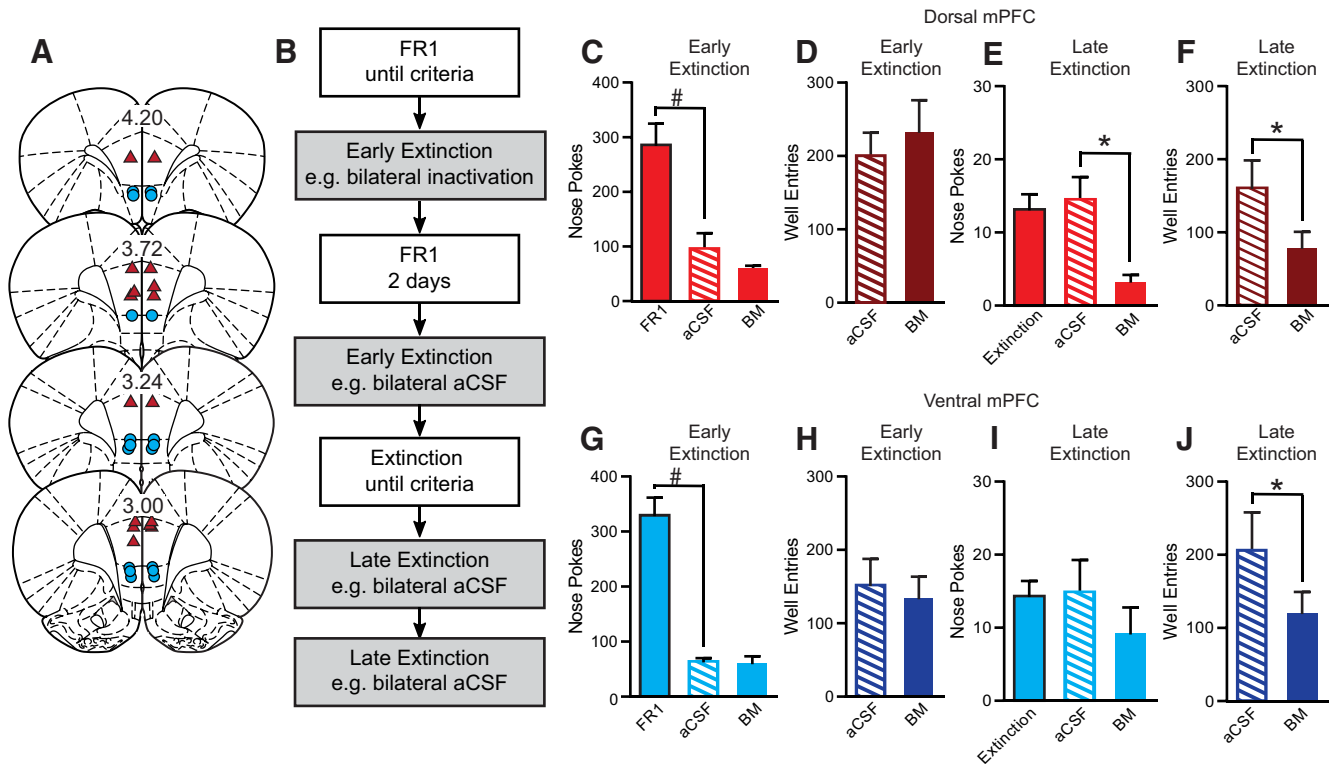 A
4.20
3.72
3.24
3.00
B
FR1
until criteria
Early Extinction
e.g. bilateral inactivation
FR1
2 days
Early Extinction
e.g. bilateral aCSF
Extinction
until criteria
Late Extinction
e.g. bilateral aCSF
Late Extinction
e.g. bilateral aCSF
Dorsal mPFC
C
Early
Extinction
Nose Pokes
400
300
200
100
0
#
FR1
aCSF
BM
D
Early
Extinction
Well Entries
300
200
100
0
aCSF
BM
E
Late
Extinction
Nose Pokes
30
20
10
0
*
Extinction
aCSF
BM
F
Late
Extinction
Well Entries
300
200
100
0
*
aCSF
BM
Ventral mPFC
G
Early
Extinction
Nose Pokes
400
300
200
100
0
#
FR1
aCSF
BM
H
Early
Extinction
Well Entries
300
200
100
0
aCSF
BM
I
Late
Extinction
Nose Pokes
30
20
10
0
Extinction
aCSF
BM
J
Late
Extinction
Well Entries
300
200
100
0
*
aCSF
BM